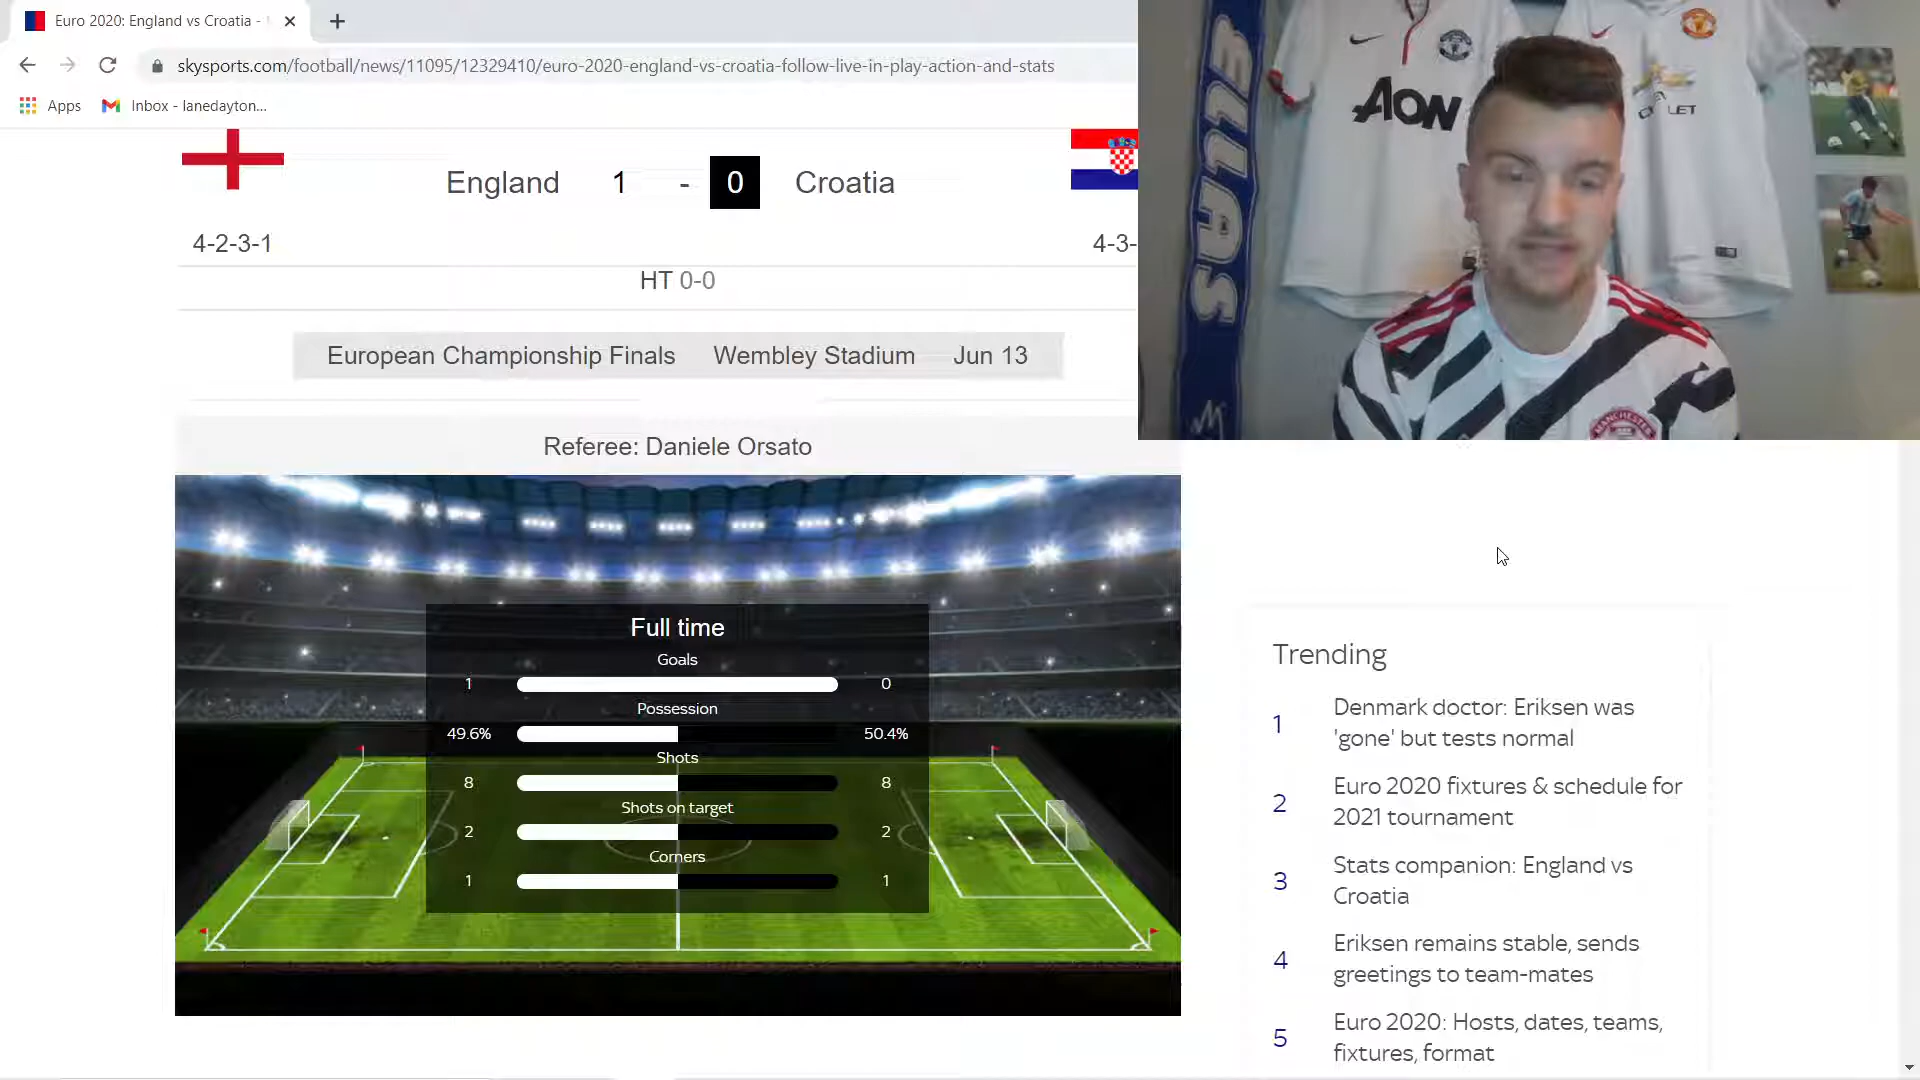 Euro 2020: England vs Croatia -
skysports.com/football/news/11095/12329410/euro-2020-england-vs-croatia-follow-live-in-play-action-and-stats
Apps
Inbox - lanedayton...
England 1 - 0 Croatia
4-2-3-1
4-3-
HT 0-0
European Championship Finals Wembley Stadium Jun 13
Referee: Daniele Orsato
Full time
Goals
1 0
Possession
49.6% 50.4%
Shots
8 8
Shots on target
2 2
Corners
1 1
AON
MANCHESTER
Trending
1 Denmark doctor: Eriksen was
'gone' but tests normal
2 Euro 2020 fixtures & schedule for
2021 tournament
3 Stats companion: England vs
Croatia
4 Eriksen remains stable, sends
greetings to team-mates
5 Euro 2020: Hosts, dates, teams,
fixtures, format